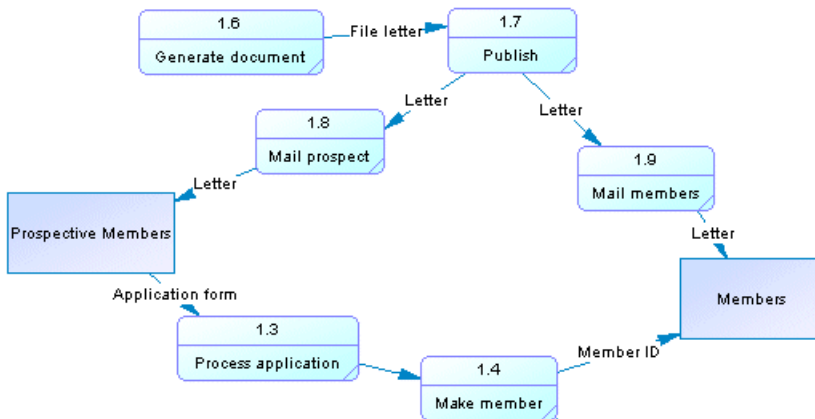 1.6
Generate document
File letter
1.7
Publish
Letter
Letter
1.8
Mail prospect
1.9
Mail members
Letter
Prospective Members
Letter
Members
Application form
1.3
Process application
1.4
Make member
Member ID